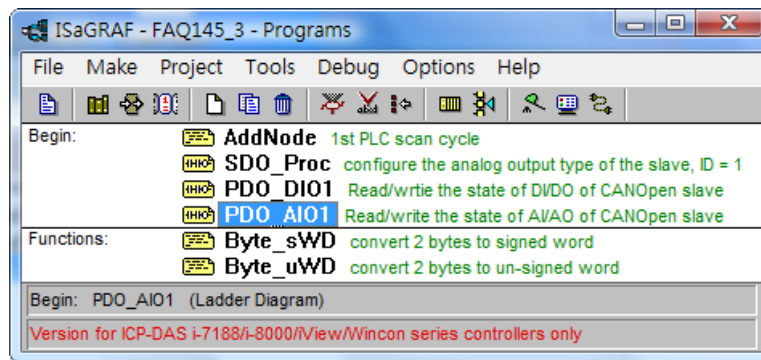 ISaGRAF - FAQ145_3 - Programs
File Make Project Tools Debug Options Help
Begin: AddNode 1st PLC scan cycle
SDO_Proc configure the analog output type of the slave, ID = 1
PDO_DIO1 Read/wrtie the state of DI/DO of CANOpen slave
PDO_AIO1 Read/write the state of AI/AO of CANOpen slave
Functions: Byte_sWD convert 2 bytes to signed word
Byte_uWD convert 2 bytes to un-signed word
Begin: PDO_AIO1 (Ladder Diagram)
Version for ICP-DAS i-7188/i-8000/iView/Wincon series controllers only